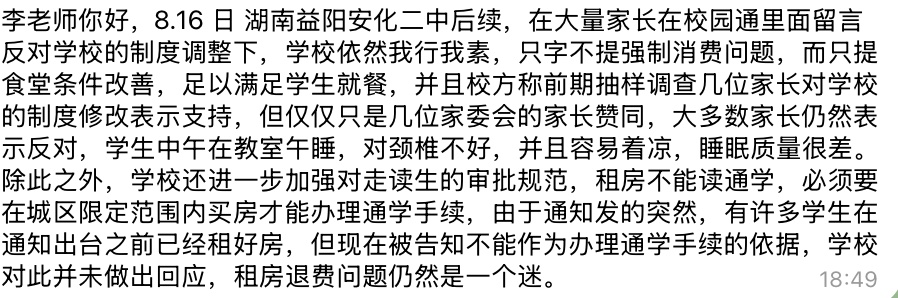 李老师你好，8.16 日 湖南益阳安化二中后续，在大量家长在校园通里面留言
反对学校的制度调整下，学校依然我行我素，只字不提强制消费问题，而只提
食堂条件改善，足以满足学生就餐，并且校方称前期抽样调查几位家长对学校
的制度修改表示支持，但仅仅只是几位家委会的家长赞同，大多数家长仍然表
示反对，学生中午在教室午睡，对颈椎不好，并且容易着凉，睡眠质量很差。
除此之外，学校还进一步加强对走读生的审批规范，租房不能读通学，必须要
在城区限定范围内买房才能办理通学手续，由于通知发的突然，有许多学生在
通知出台之前已经租好房，但现在被告知不能作为办理通学手续的依据，学校
对此并未做出回应，租房退费问题仍然是一个迷。
18:49